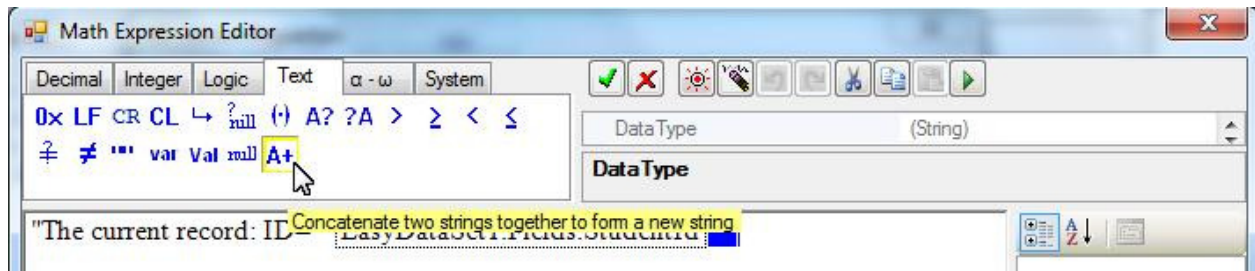 Math Expression Editor
Decimal Integer Logic Text α - ω System
0x LF CR CL ↵ ?nill (·) A? ?A > ≥ < ≤
DataType (String)
≠ "" var Val null A+
DataType
Concatenate two strings together to form a new string
"The current record: ID=